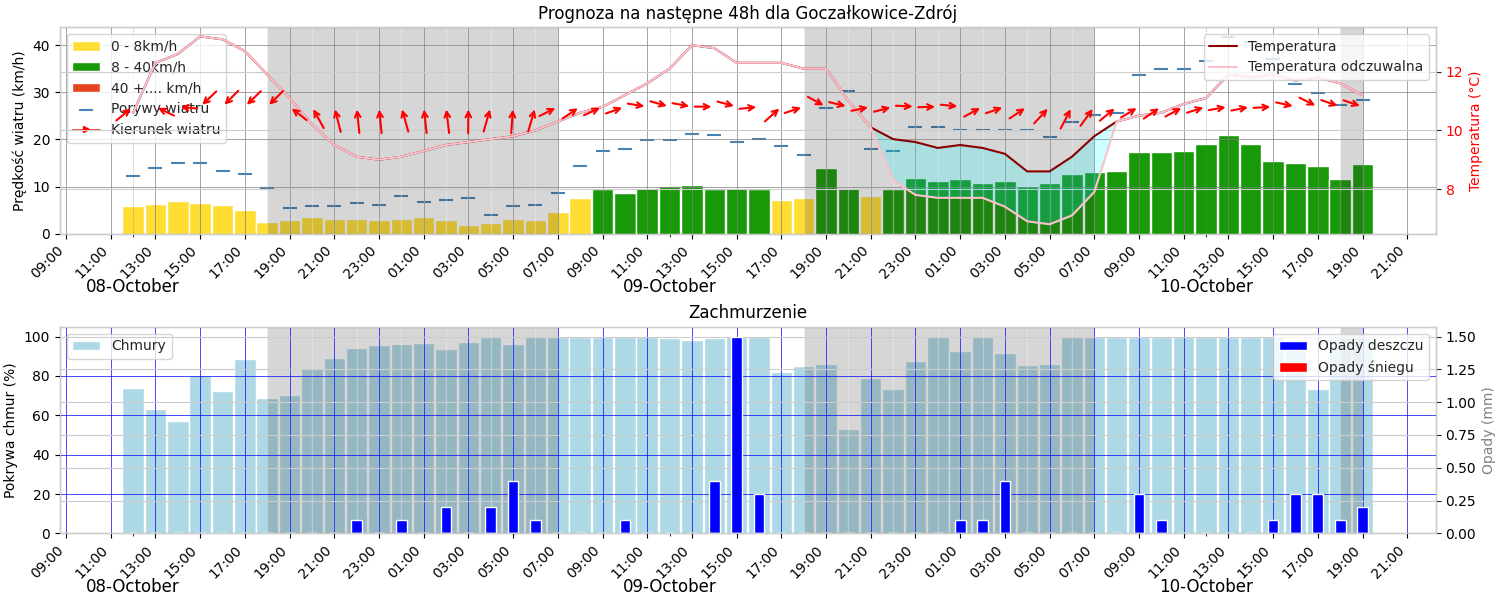 Prognoza na następne 48h dla Goczałkowice-Zdrój
Prędkość wiatru (km/h)
40
30
20
10
0
0 - 8km/h
8 - 40km/h
40 + ... km/h
Porywy wiatru
Kierunek wiatru
Temperatura
Temperatura odczuwalna
12
10
8
Temperatura (°C)
09:00 11:00 13:00 15:00 17:00 19:00 21:00 23:00 01:00 03:00 05:00 07:00 09:00 11:00 13:00 15:00 17:00 19:00 21:00 23:00 01:00 03:00 05:00 07:00 09:00 11:00 13:00 15:00 17:00 19:00 21:00
08-October 09-October 10-October
Zachmurzenie
Pokrywa chmur (%)
100
80
60
40
20
0
Chmury
Opady deszczu
Opady śniegu
1.50
1.25
1.00
0.75
0.50
0.25
0.00
Opady (mm)
09:00 11:00 13:00 15:00 17:00 19:00 21:00 23:00 01:00 03:00 05:00 07:00 09:00 11:00 13:00 15:00 17:00 19:00 21:00 23:00 01:00 03:00 05:00 07:00 09:00 11:00 13:00 15:00 17:00 19:00 21:00
08-October 09-October 10-October